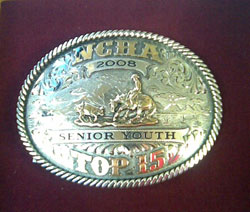 NCHA
2008
SENIOR YOUTH
TOP 15